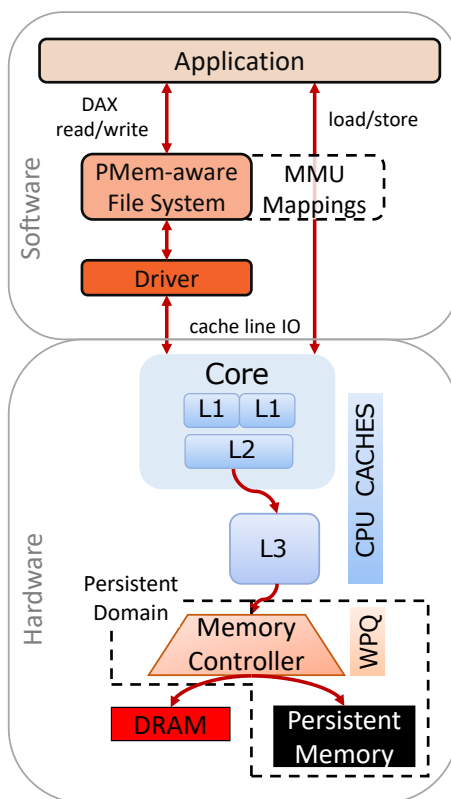 Application
DAX
read/write
load/store
PMem-aware
File System
MMU
Mappings
Software
Driver
cache line IO
Core
L1
L1
L2
CPU CACHES
L3
Hardware
Persistent
Domain
Memory
Controller
WPQ
DRAM
Persistent
Memory